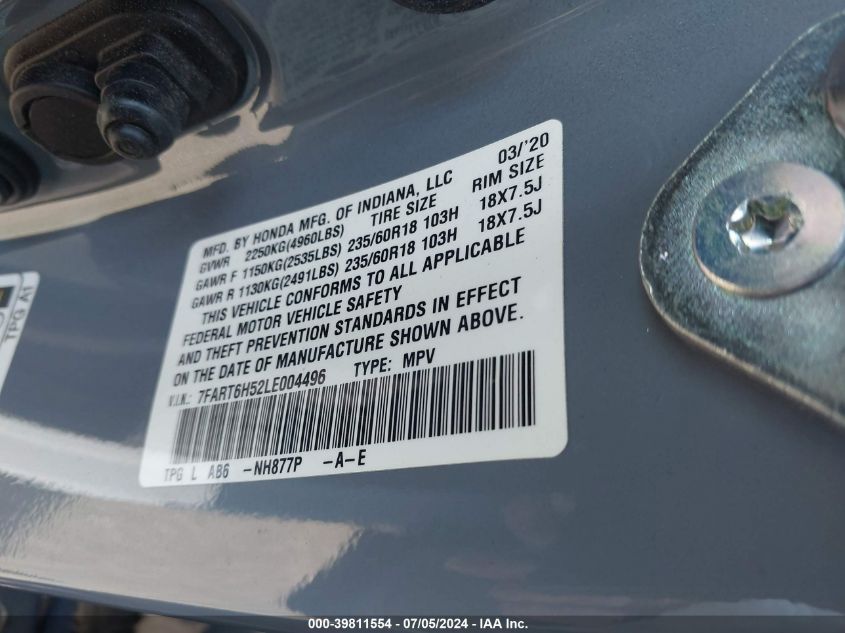 MFD. BY HONDA MFG. OF INDIANA, LLC 03/'20
GVWR 2250KG(4960LBS) TIRE SIZE RIM SIZE
GAWR F 1150KG(2535LBS) 235/60R18 103H 18X7.5J
GAWR R 1130KG(2491LBS) 235/60R18 103H 18X7.5J
THIS VEHICLE CONFORMS TO ALL APPLICABLE
FEDERAL MOTOR VEHICLE SAFETY
AND THEFT PREVENTION STANDARDS IN EFFECT
ON THE DATE OF MANUFACTURE SHOWN ABOVE.
V.I.N.: 7FART6H52LE004496 TYPE: MPV
TPG L AB6 -NH877P -A-E
TPG
000-39811554 / 07/05/2024 - IAA Inc.